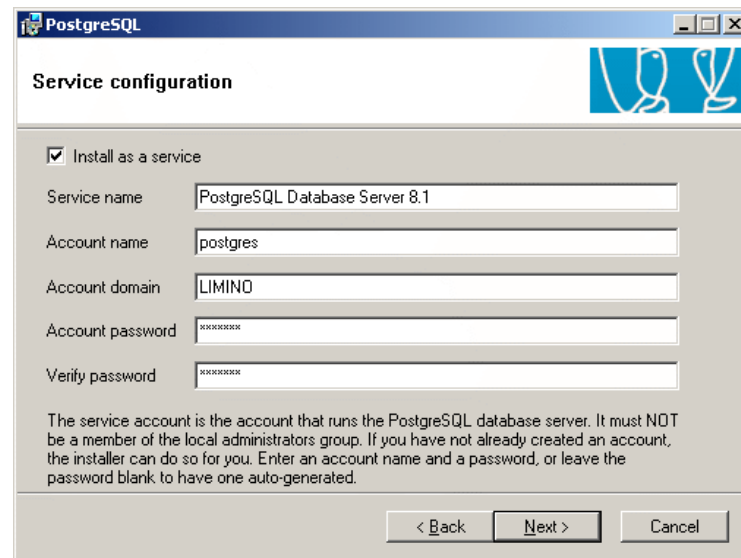 PostgreSQL
Service configuration
Install as a service
Service name PostgreSQL Database Server 8.1
Account name postgres
Account domain LIMINO
Account password *******
Verify password *******
The service account is the account that runs the PostgreSQL database server. It must NOT
be a member of the local administrators group. If you have not already created an account,
the installer can do so for you. Enter an account name and a password, or leave the
password blank to have one auto-generated.
< Back Next > Cancel